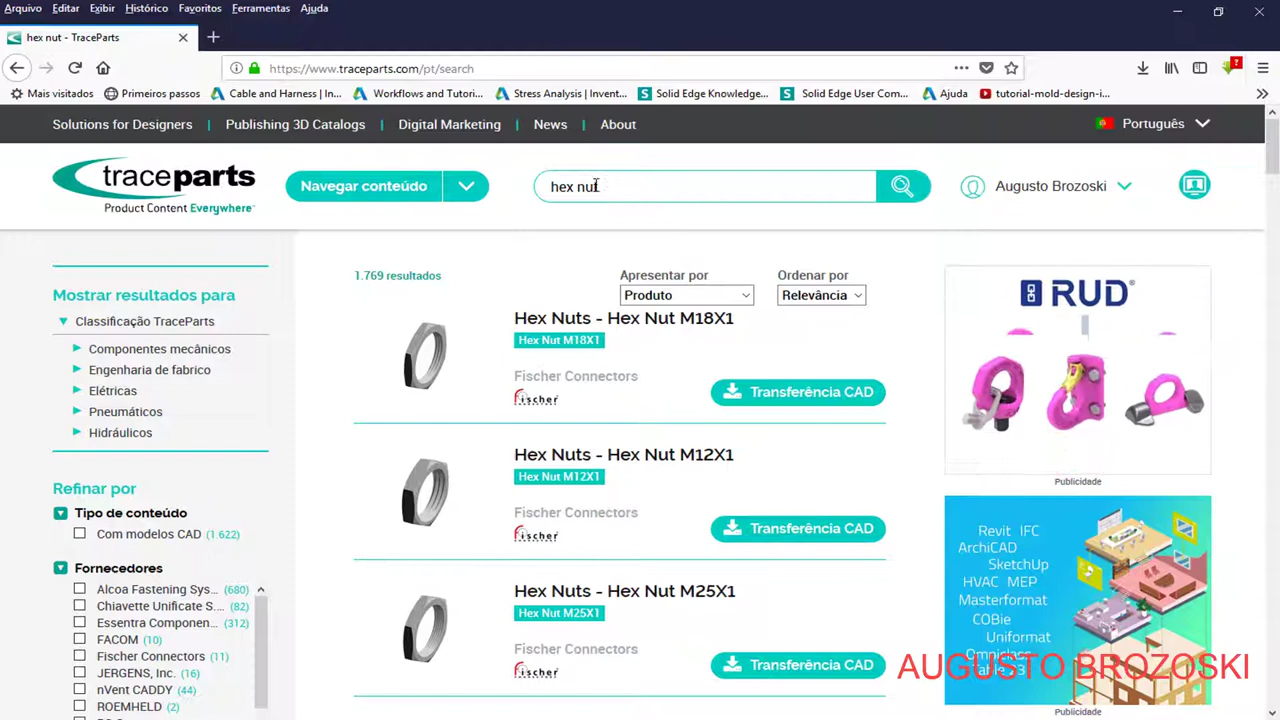 Arquivo Editar Exibir Histórico Favoritos Ferramentas Ajuda
hex nut - TraceParts
https://www.traceparts.com/pt/search
Mais visitados Primeiros passos Cable and Harness | In... Workflows and Tutori... Stress Analysis | Invent... Solid Edge Knowledge... Solid Edge User Com... Ajuda tutorial-mold-design-i...
Solutions for Designers | Publishing 3D Catalogs | Digital Marketing | News | About
Português
traceparts
Product Content Everywhere
Navegar conteúdo
hex nut
Augusto Brozoski
Mostrar resultados para
Classificação TraceParts
Componentes mecânicos
Engenharia de fabrico
Elétricas
Pneumáticos
Hidráulicos
Refinar por
Tipo de conteúdo
Com modelos CAD (1 622)
Fornecedores
Alcoa Fastening Sys... (680)
Chiavette Unificate S... (82)
Essentra Componen... (312)
FACOM (10)
Fischer Connectors (11)
JERGENS, Inc. (16)
nVent CADDY (44)
ROEMHELD (2)
1.769 resultados
Apresentar por
Produto
Ordenar por
Relevância
Hex Nuts - Hex Nut M18X1
Hex Nut M18X1
Fischer Connectors
fischer
Transferência CAD
Hex Nuts - Hex Nut M12X1
Hex Nut M12X1
Fischer Connectors
fischer
Transferência CAD
Hex Nuts - Hex Nut M25X1
Hex Nut M25X1
Fischer Connectors
fischer
Transferência CAD
RUD®
Publicidade
Revit IFC
ArchiCAD
SketchUp
HVAC MEP
Masterformat
COBie
Uniformat
Omniclass
AUGUSTO BROZOSKI
Publicidade